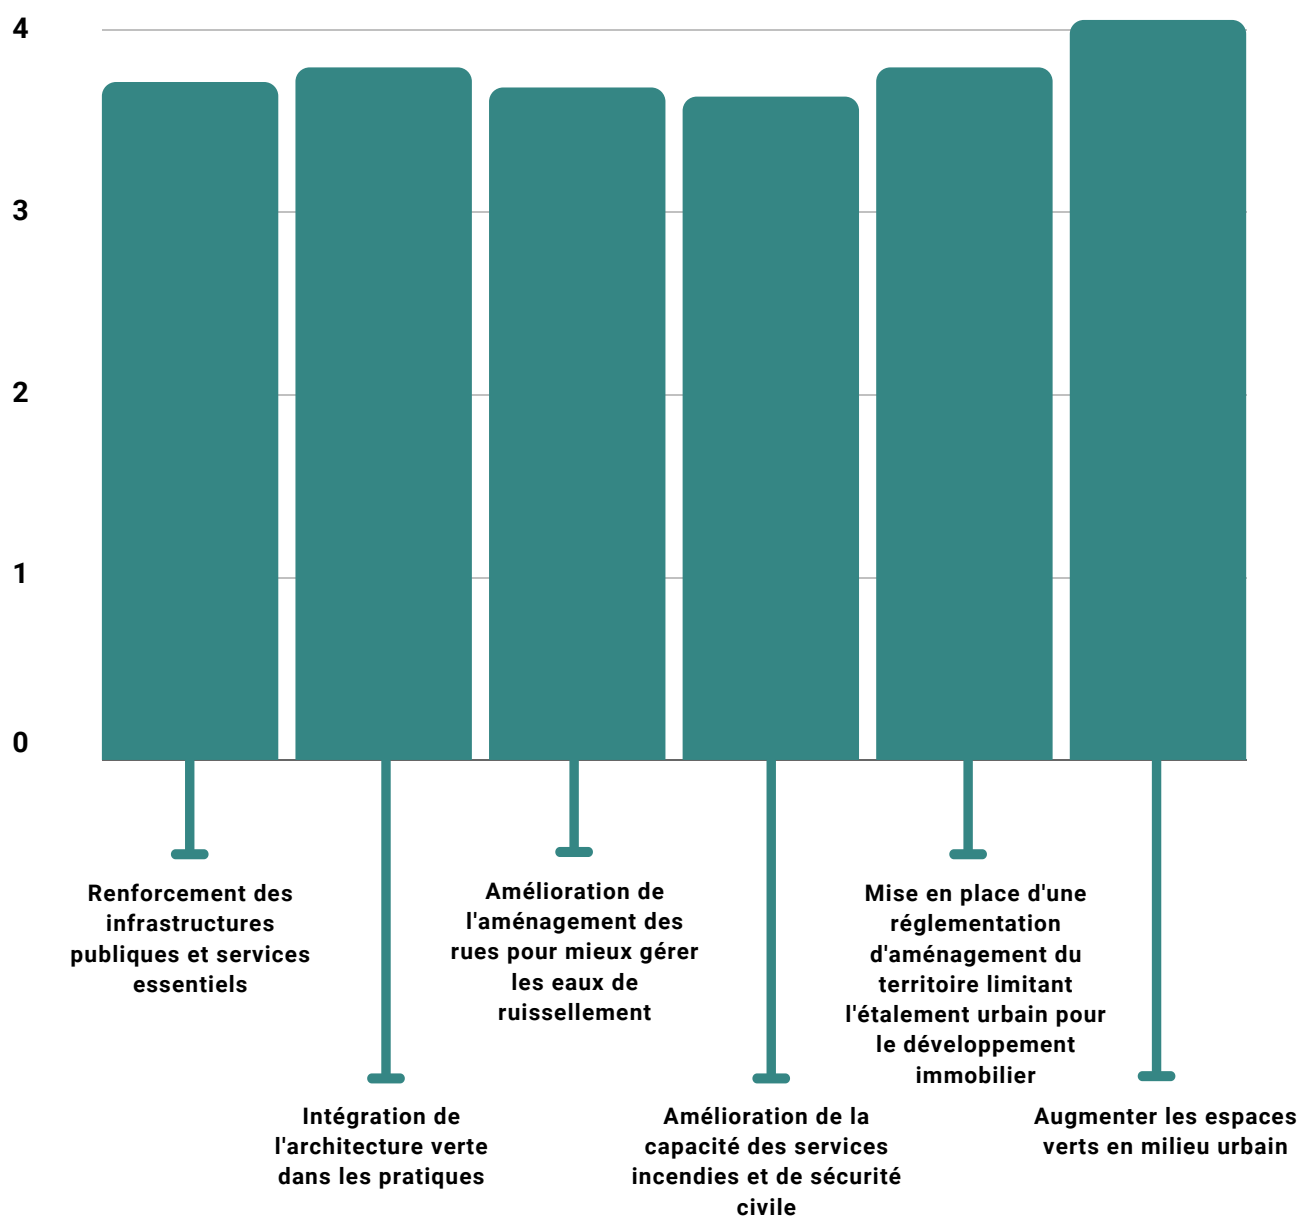 4
3
2
1
0
Renforcement des
infrastructures
publiques et services
essentiels
Intégration de
l'architecture verte
dans les pratiques
Amélioration de
l'aménagement des
rues pour mieux gérer
les eaux de
ruissellement
Amélioration de la
capacité des services
incendies et de sécurité
civile
Mise en place d'une
réglementation
d'aménagement du
territoire limitant
l'étalement urbain pour
le développement
immobilier
Augmenter les espaces
verts en milieu urbain